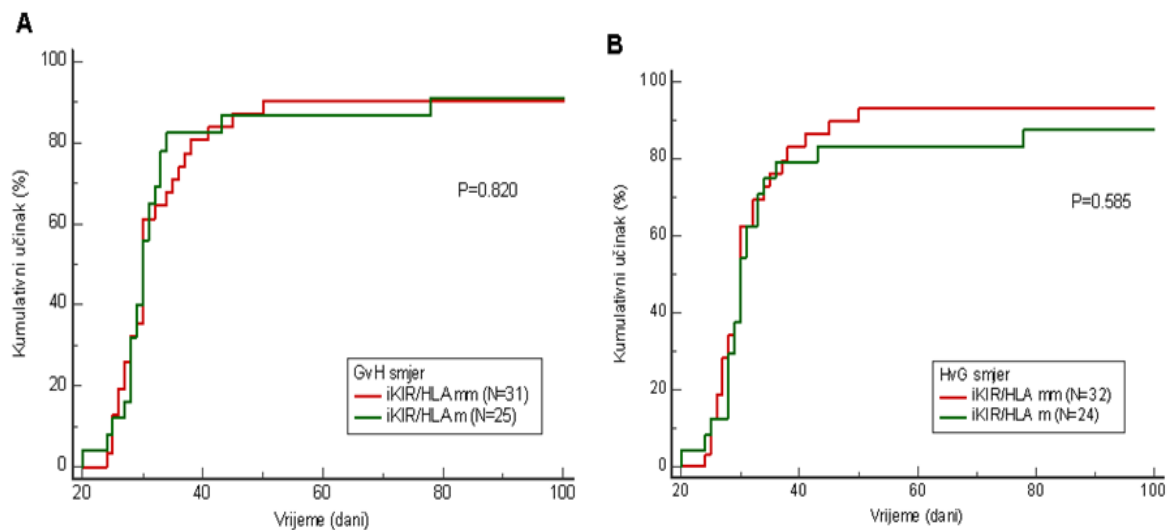 A
Kumulativni učinak (%)
100
80
60
40
20
0
P=0.820
GvH smjer
iKIR/HLA mm (N=31)
iKIR/HLA m (N=25)
20 40 60 80 100
Vrijeme (dani)
B
Kumulativni učinak (%)
100
80
60
40
20
0
P=0.585
HvG smjer
iKIR/HLA mm (N=32)
iKIR/HLA m (N=24)
20 40 60 80 100
Vrijeme (dani)